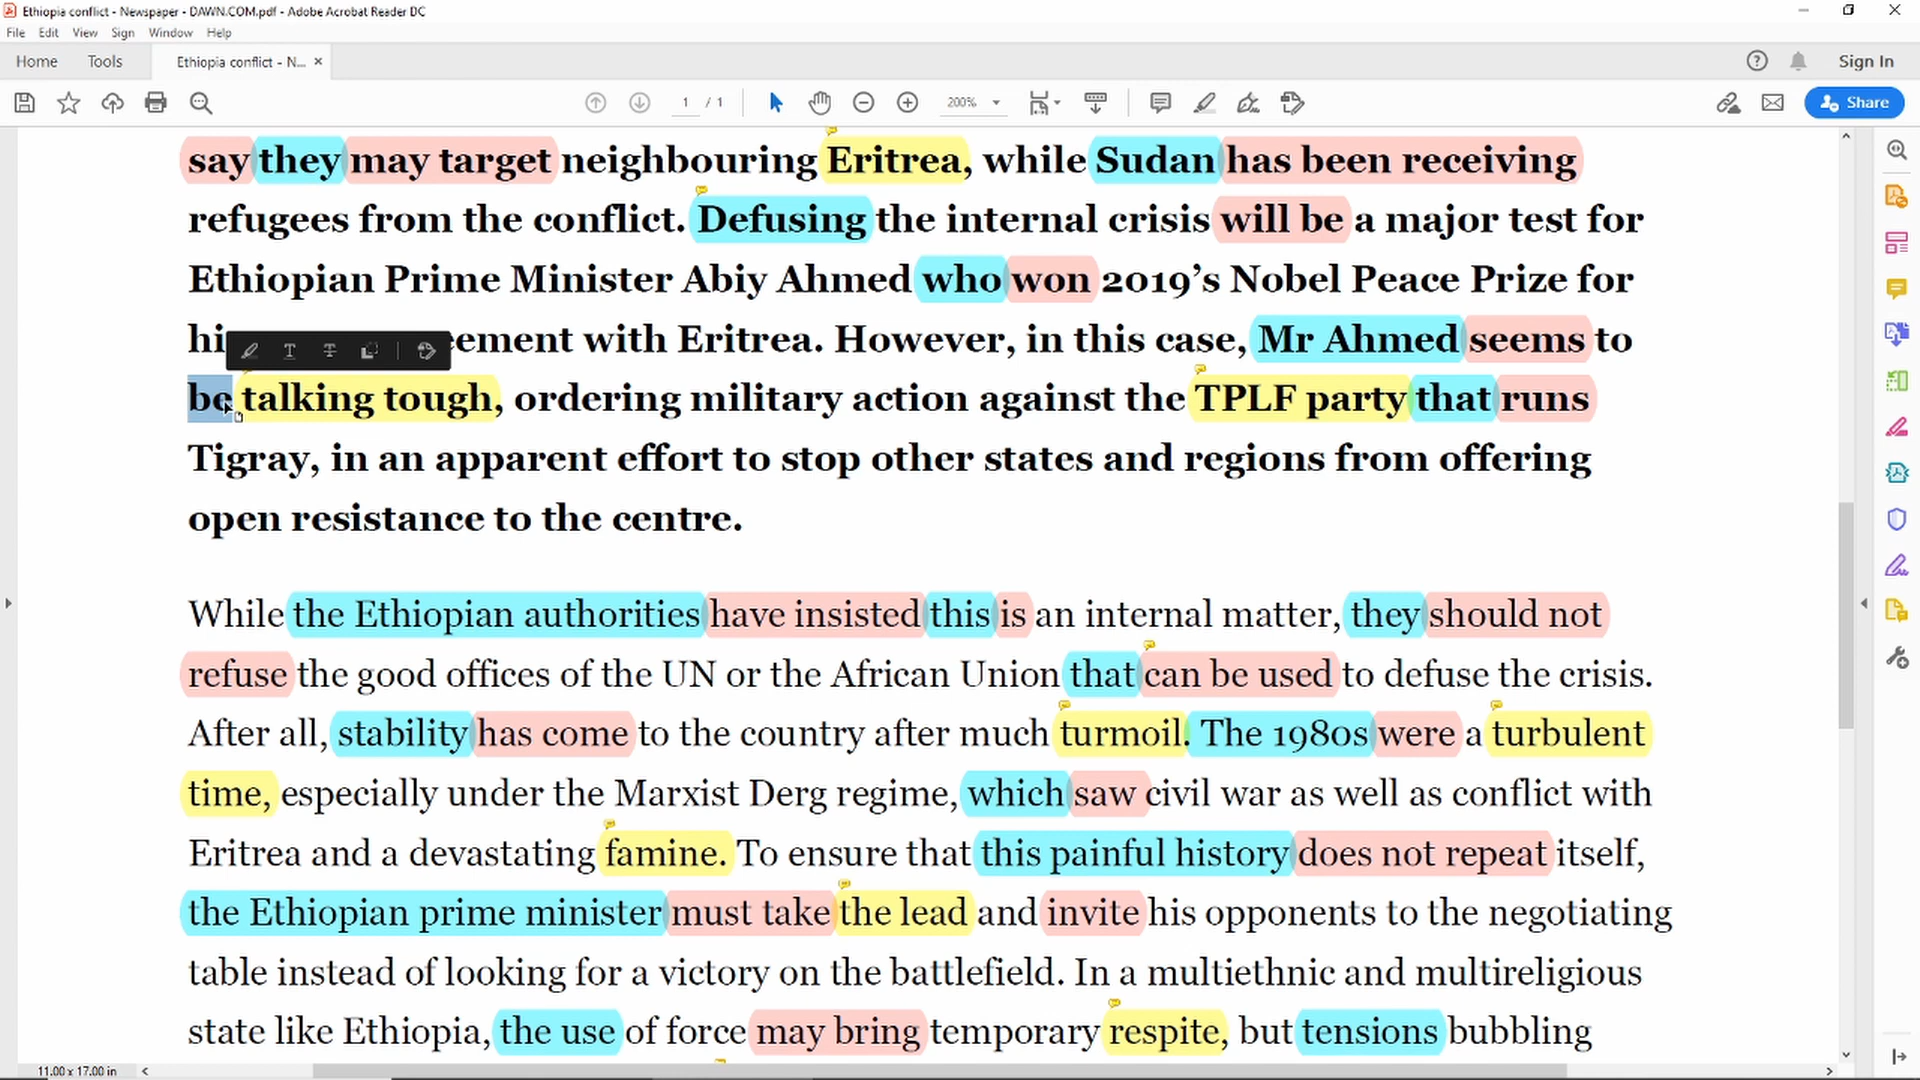 Ethiopia conflict - Newspaper - DAWN.COM.pdf - Adobe Acrobat Reader DC
File Edit View Sign Window Help
Home Tools Ethiopia conflict - N... × Sign In
1 / 1 200% Share
say they may target neighbouring Eritrea, while Sudan has been receiving
refugees from the conflict. Defusing the internal crisis will be a major test for
Ethiopian Prime Minister Abiy Ahmed who won 2019’s Nobel Peace Prize for
hi eement with Eritrea. However, in this case, Mr Ahmed seems to
be talking tough, ordering military action against the TPLF party that runs
Tigray, in an apparent effort to stop other states and regions from offering
open resistance to the centre.
While the Ethiopian authorities have insisted this is an internal matter, they should not
refuse the good offices of the UN or the African Union that can be used to defuse the crisis.
After all, stability has come to the country after much turmoil. The 1980s were a turbulent
time, especially under the Marxist Derg regime, which saw civil war as well as conflict with
Eritrea and a devastating famine. To ensure that this painful history does not repeat itself,
the Ethiopian prime minister must take the lead and invite his opponents to the negotiating
table instead of looking for a victory on the battlefield. In a multiethnic and multireligious
state like Ethiopia, the use of force may bring temporary respite, but tensions bubbling
11.00 x 17.00 in